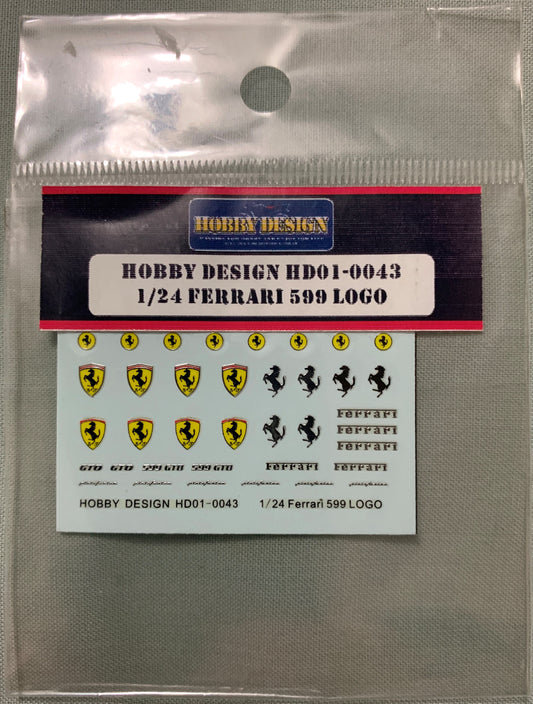 HOBBY DESIGN
HOBBY DESIGN HD01-0043
1/24 FERRARI 599 LOGO
Ferrari
Ferrari
Ferrari
GTO GTO 599 GTO 599 GTO Ferrari Ferrari
HOBBY DESIGN HD01-0043 1/24 Ferrari 599 LOGO